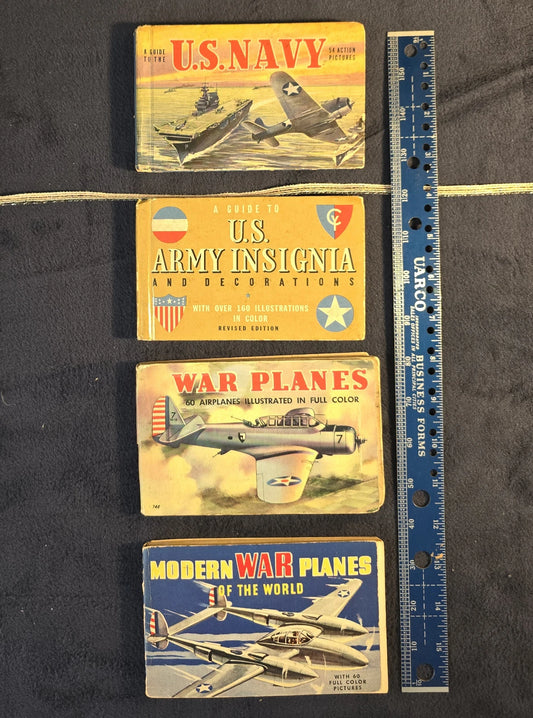 A GUIDE
TO THE
U.S. NAVY
54 ACTION
PICTURES
A GUIDE TO
U.S.
ARMY INSIGNIA
AND DECORATIONS
WITH OVER 160 ILLUSTRATIONS
IN COLOR
REVISED EDITION
WAR PLANES
60 AIRPLANES ILLUSTRATED IN FULL COLOR
7
7
MODERN WAR PLANES
OF THE WORLD
WITH 60
FULL COLOR
PICTURES
UARCO
INCORPORATED
BUSINESS FORMS